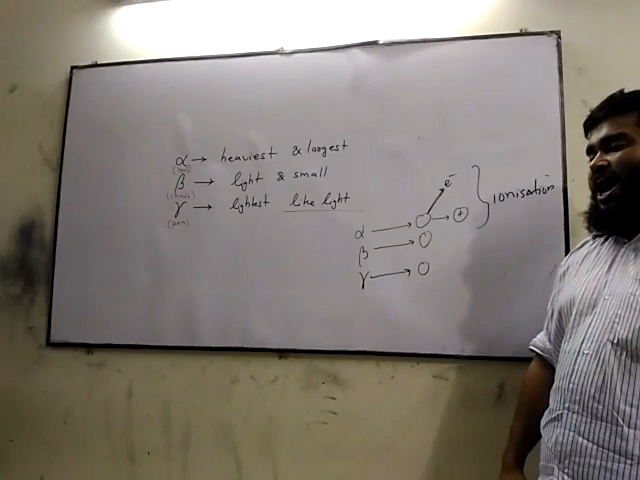 α → heaviest & largest
β → light & small
γ → lightest like light
α → e⁻
→ ⊕
} ionisation
β →
γ →